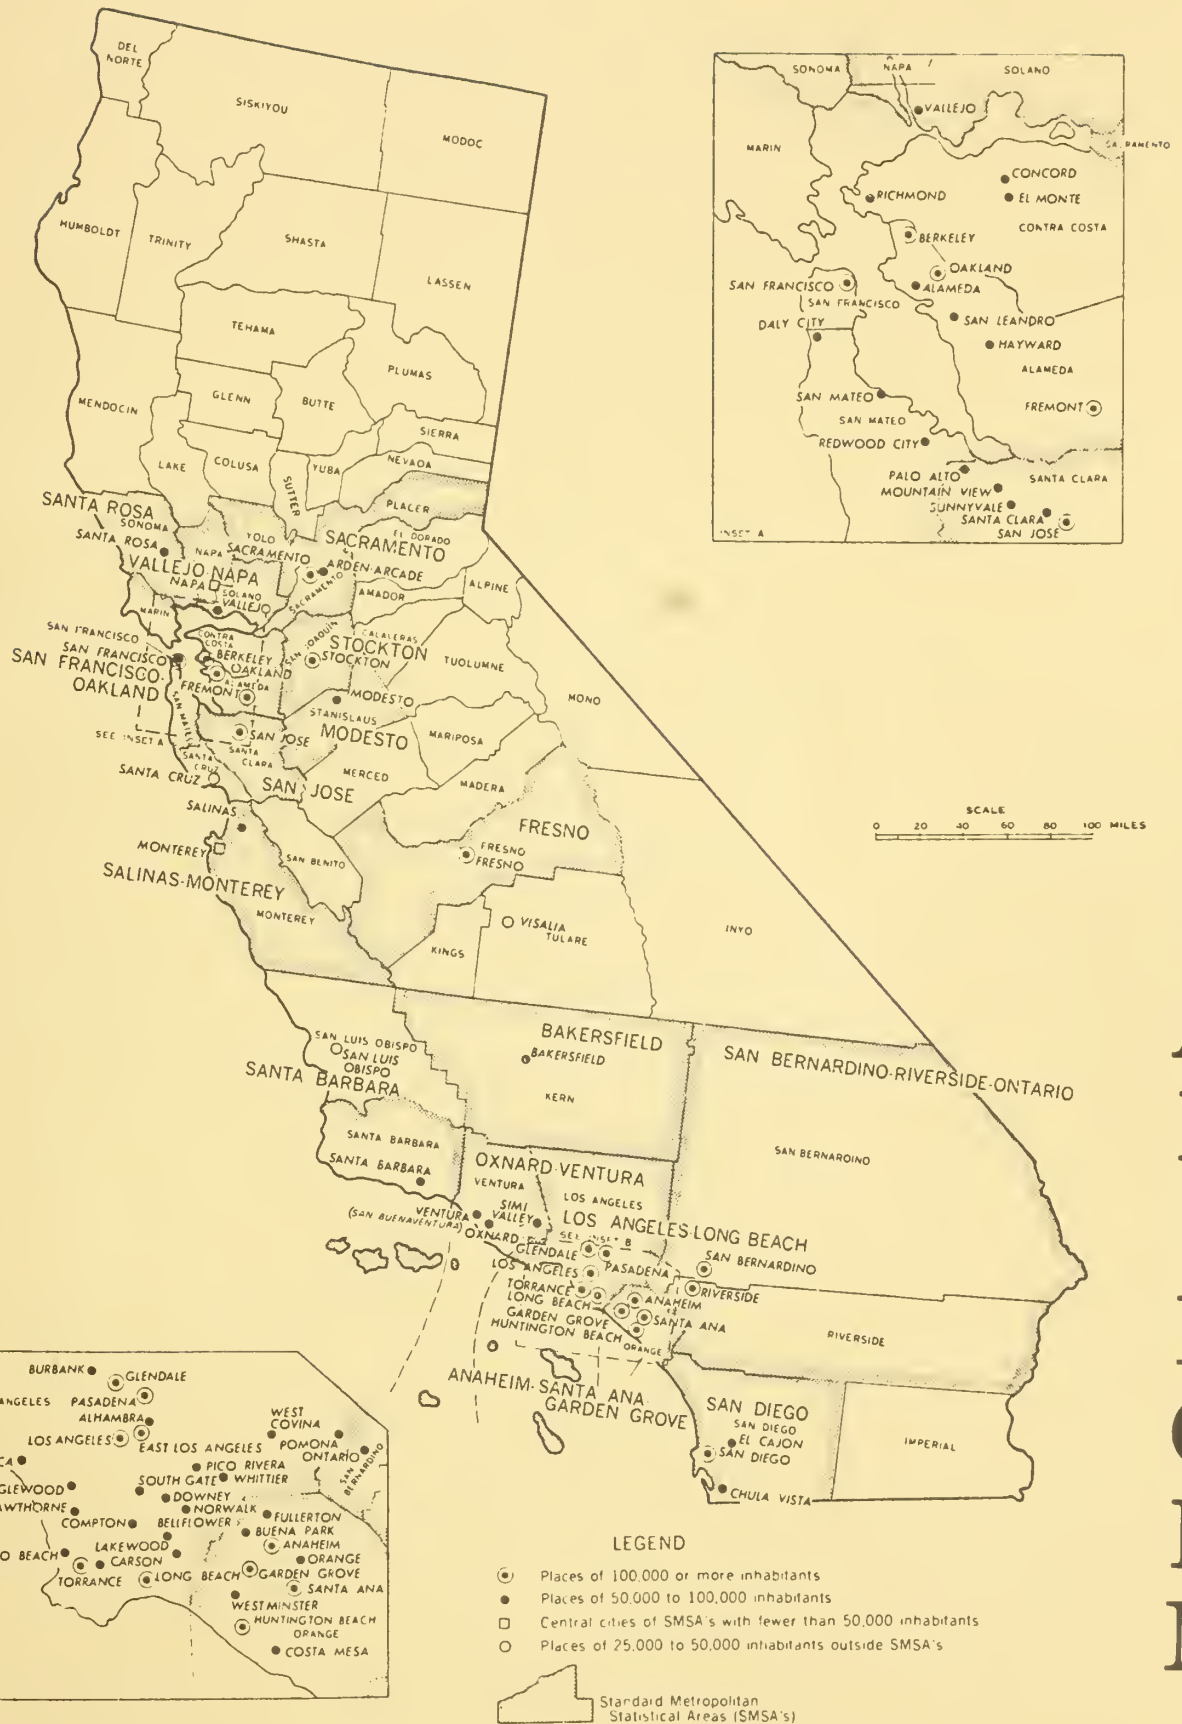 DEL
NORTE
SISKIYOU
MODOC
HUMBOLDT
TRINITY
SHASTA
LASSEN
TEHAMA
PLUMAS
MENDOCIN
GLENN
BUTTE
SIERRA
LAKE
COLUSA
SUTTER
YUBA
NEVADA
PLACER
SANTA ROSA
SONOMA
SANTA ROSA
YOLO
EL DORADO
SACRAMENTO
SACRAMENTO
NAPA
VALLEJO-NAPA
NAPA
SOLANO
VALLEJO
ARDEN-ARCADE
SACRAMENTO
AMADOR
ALPINE
MARIN
SAN FRANCISCO
SAN FRANCISCO
SAN FRANCISCO-
OAKLAND
CONTRA
COSTA
BERKELEY
OAKLAND
ALAMEDA
FREMONT
SAN JOAQUIN
CALALERAS
STOCKTON
STOCKTON
TUOLUMNE
MONO
MODESTO
STANISLAUS
MODESTO
MARIPOSA
SAN MATEO
SEE INSET A
SAN JOSE
SANTA
CLARA
SANTA
CRUZ
SANTA CRUZ
SAN JOSE
MERCED
MADERA
SALINAS
MONTEREY
SAN BENITO
SALINAS-MONTEREY
MONTEREY
FRESNO
FRESNO
FRESNO
VISALIA
TULARE
KINGS
INYO
SAN LUIS OBISPO
SAN LUIS
OBISPO
SANTA BARBARA
BAKERSFIELD
BAKERSFIELD
KERN
SAN BERNARDINO-RIVERSIDE-ONTARIO
SAN BERNARDINO
SANTA BARBARA
SANTA BARBARA
OXNARD-VENTURA
VENTURA
LOS ANGELES
SIMI
VALLEY
VENTURA
(SAN BUENAVENTURA)
OXNARD
LOS ANGELES-LONG BEACH
SEE INSET B
GLENDALE
PASADENA
SAN BERNARDINO
LOS ANGELES
TORRANCE
LONG BEACH
ANAHEIM
RIVERSIDE
GARDEN GROVE
SANTA ANA
HUNTINGTON BEACH
ORANGE
RIVERSIDE
ANAHEIM-SANTA ANA-
GARDEN GROVE
SAN DIEGO
SAN DIEGO
EL CAJON
SAN DIEGO
IMPERIAL
CHULA VISTA
SONOMA
NAPA
SOLANO
VALLEJO
MARIN
SACRAMENTO
CONCORD
RICHMOND
EL MONTE
CONTRA COSTA
BERKELEY
OAKLAND
SAN FRANCISCO
ALAMEDA
SAN FRANCISCO
DALY CITY
SAN LEANDRO
HAYWARD
ALAMEDA
SAN MATEO
FREMONT
SAN MATEO
REDWOOD CITY
PALO ALTO
SANTA CLARA
MOUNTAIN VIEW
SUNNYVALE
SANTA CLARA
SAN JOSE
INSET A
SCALE
0 20 40 60 80 100 MILES
BURBANK
GLENDALE
ANGELES
PASADENA
ALHAMBRA
LOS ANGELES
EAST LOS ANGELES
WEST
COVINA
POMONA
ONTARIO
SAN
BERNARDINO
CA
PICO RIVERA
SOUTH GATE
WHITTIER
GLEWOOD
DOWNEY
AWTHORNE
NORWALK
FULLERTON
COMPTON
BELLFLOWER
BUENA PARK
LAKEWOOD
ANAHEIM
O BEACH
CARSON
ORANGE
TORRANCE
LONG BEACH
GARDEN GROVE
SANTA ANA
WESTMINSTER
HUNTINGTON BEACH
ORANGE
COSTA MESA
LEGEND
Places of 100,000 or more inhabitants
Places of 50,000 to 100,000 inhabitants
Central cities of SMSA's with fewer than 50,000 inhabitants
Places of 25,000 to 50,000 inhabitants outside SMSA's
Standard Metropolitan
Statistical Areas (SMSA's)